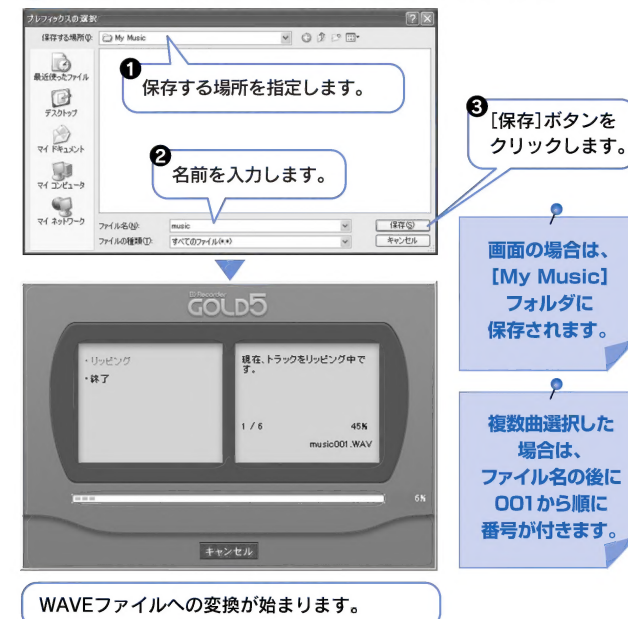 プレフィックスの選択
保存する場所(I):
My Music
最近使ったファイル
デスクトップ
マイ ドキュメント
マイ コンピュータ
マイ ネットワーク
❶
保存する場所を指定します。
❷
名前を入力します。
ファイル名(N):
music
保存(S)
ファイルの種類(T):
すべてのファイル(*.*)
キャンセル
❸
[保存]ボタンを
クリックします。
画面の場合は、
[My Music]
フォルダに
保存されます。
Recorder
GOLD5
・リッピング
・終了
現在、トラックをリッピング中で
す。
1 / 6
45%
music001.WAV
6%
キャンセル
複数曲選択した
場合は、
ファイル名の後に
001から順に
番号が付きます。
WAVEファイルへの変換が始まります。